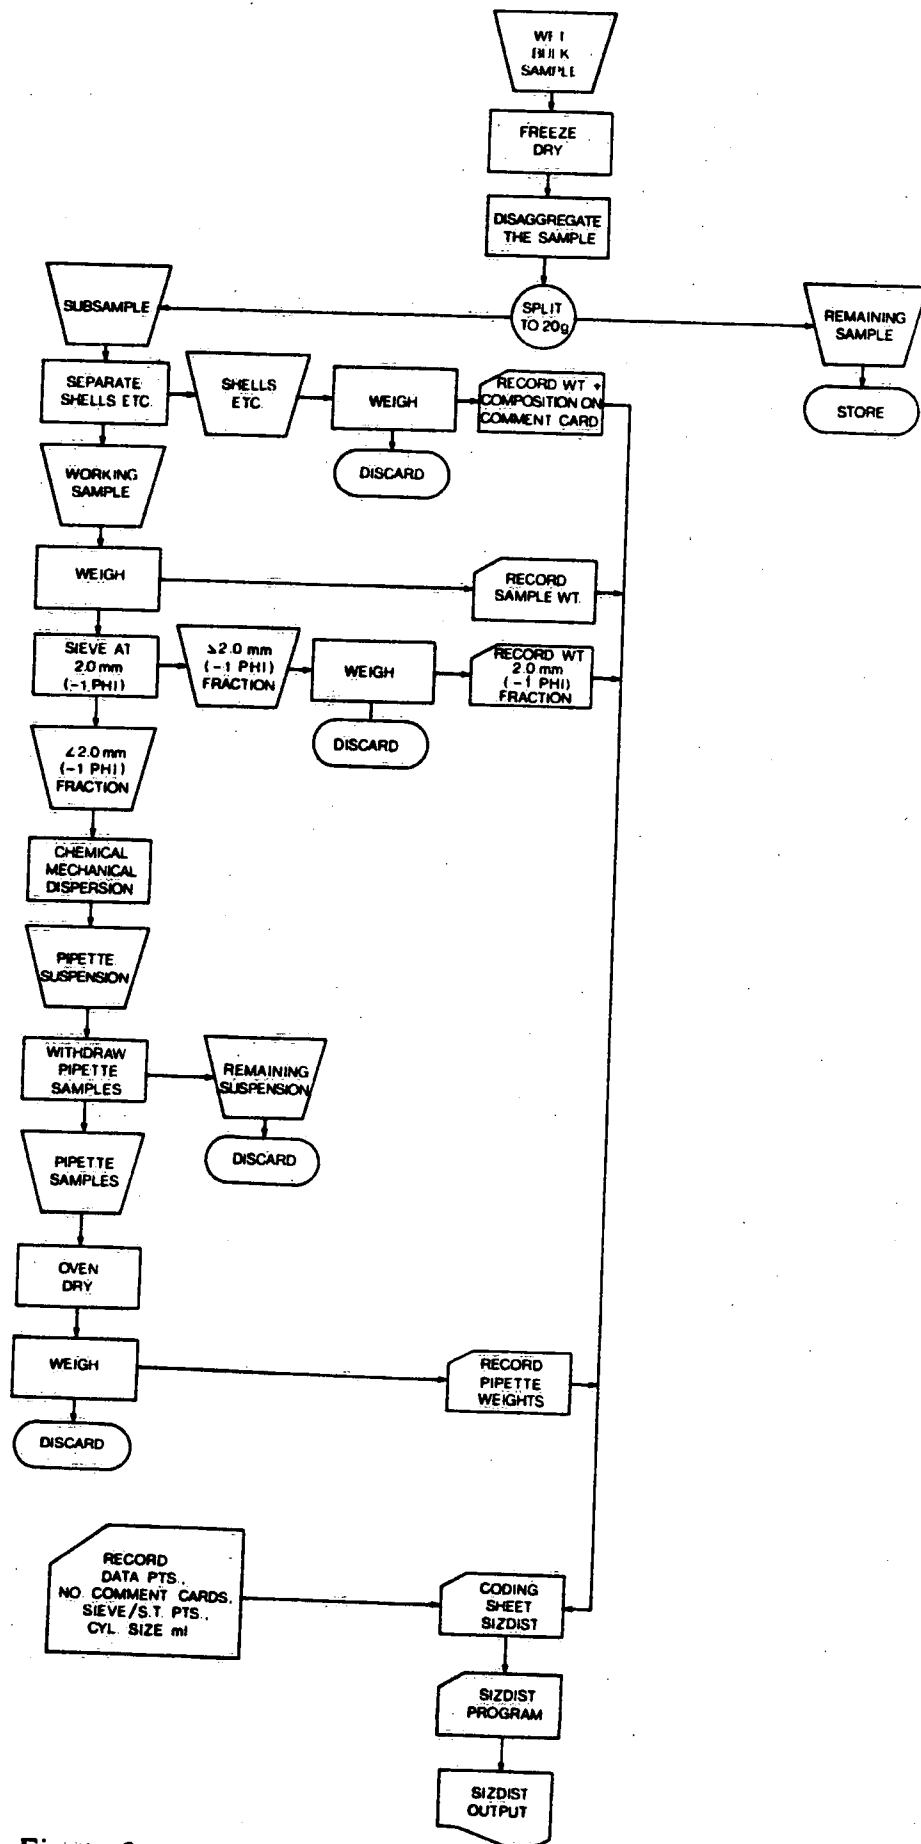 WET
BULK
SAMPLE
FREEZE
DRY
DISAGGREGATE
THE SAMPLE
SPLIT
TO 20g
SUBSAMPLE
REMAINING
SAMPLE
STORE
SEPARATE
SHELLS ETC.
SHELLS
ETC.
WEIGH
RECORD WT +
COMPOSITION ON
COMMENT CARD
DISCARD
WORKING
SAMPLE
WEIGH
RECORD
SAMPLE WT.
SIEVE AT
2.0 mm
(-1 PHI)
≥2.0 mm
(-1 PHI)
FRACTION
WEIGH
RECORD WT
2.0 mm
(-1 PHI)
FRACTION
DISCARD
<2.0 mm
(-1 PHI)
FRACTION
CHEMICAL
MECHANICAL
DISPERSION
PIPETTE
SUSPENSION
WITHDRAW
PIPETTE
SAMPLES
REMAINING
SUSPENSION
DISCARD
PIPETTE
SAMPLES
OVEN
DRY
WEIGH
RECORD
PIPETTE
WEIGHTS
DISCARD
RECORD
DATA PTS.,
NO. COMMENT CARDS,
SIEVE/S.T. PTS.,
CYL. SIZE ml
CODING
SHEET
SIZDIST
SIZDIST
PROGRAM
SIZDIST
OUTPUT